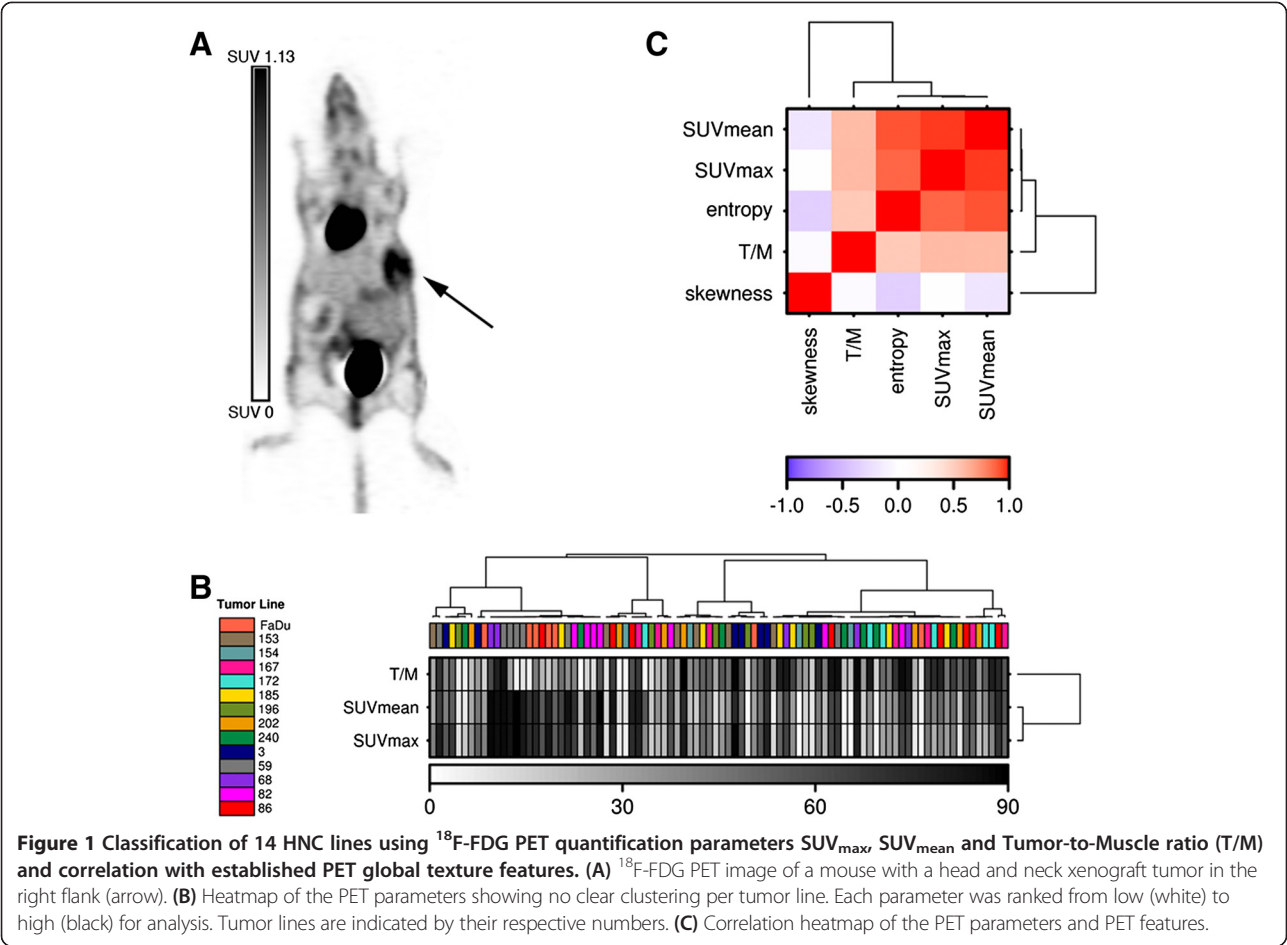 A
SUV 1.13
SUV 0
C
SUVmean
SUVmax
entropy
T/M
skewness
skewness
T/M
entropy
SUVmax
SUVmean
-1.0 -0.5 0.0 0.5 1.0
B
Tumor Line
FaDu
153
154
167
172
185
196
202
240
3
59
68
82
86
T/M
SUVmean
SUVmax
0 30 60 90
Figure 1 Classification of 14 HNC lines using 18F-FDG PET quantification parameters SUVmax, SUVmean and Tumor-to-Muscle ratio (T/M)
and correlation with established PET global texture features. (A) 18F-FDG PET image of a mouse with a head and neck xenograft tumor in the
right flank (arrow). (B) Heatmap of the PET parameters showing no clear clustering per tumor line. Each parameter was ranked from low (white) to
high (black) for analysis. Tumor lines are indicated by their respective numbers. (C) Correlation heatmap of the PET parameters and PET features.